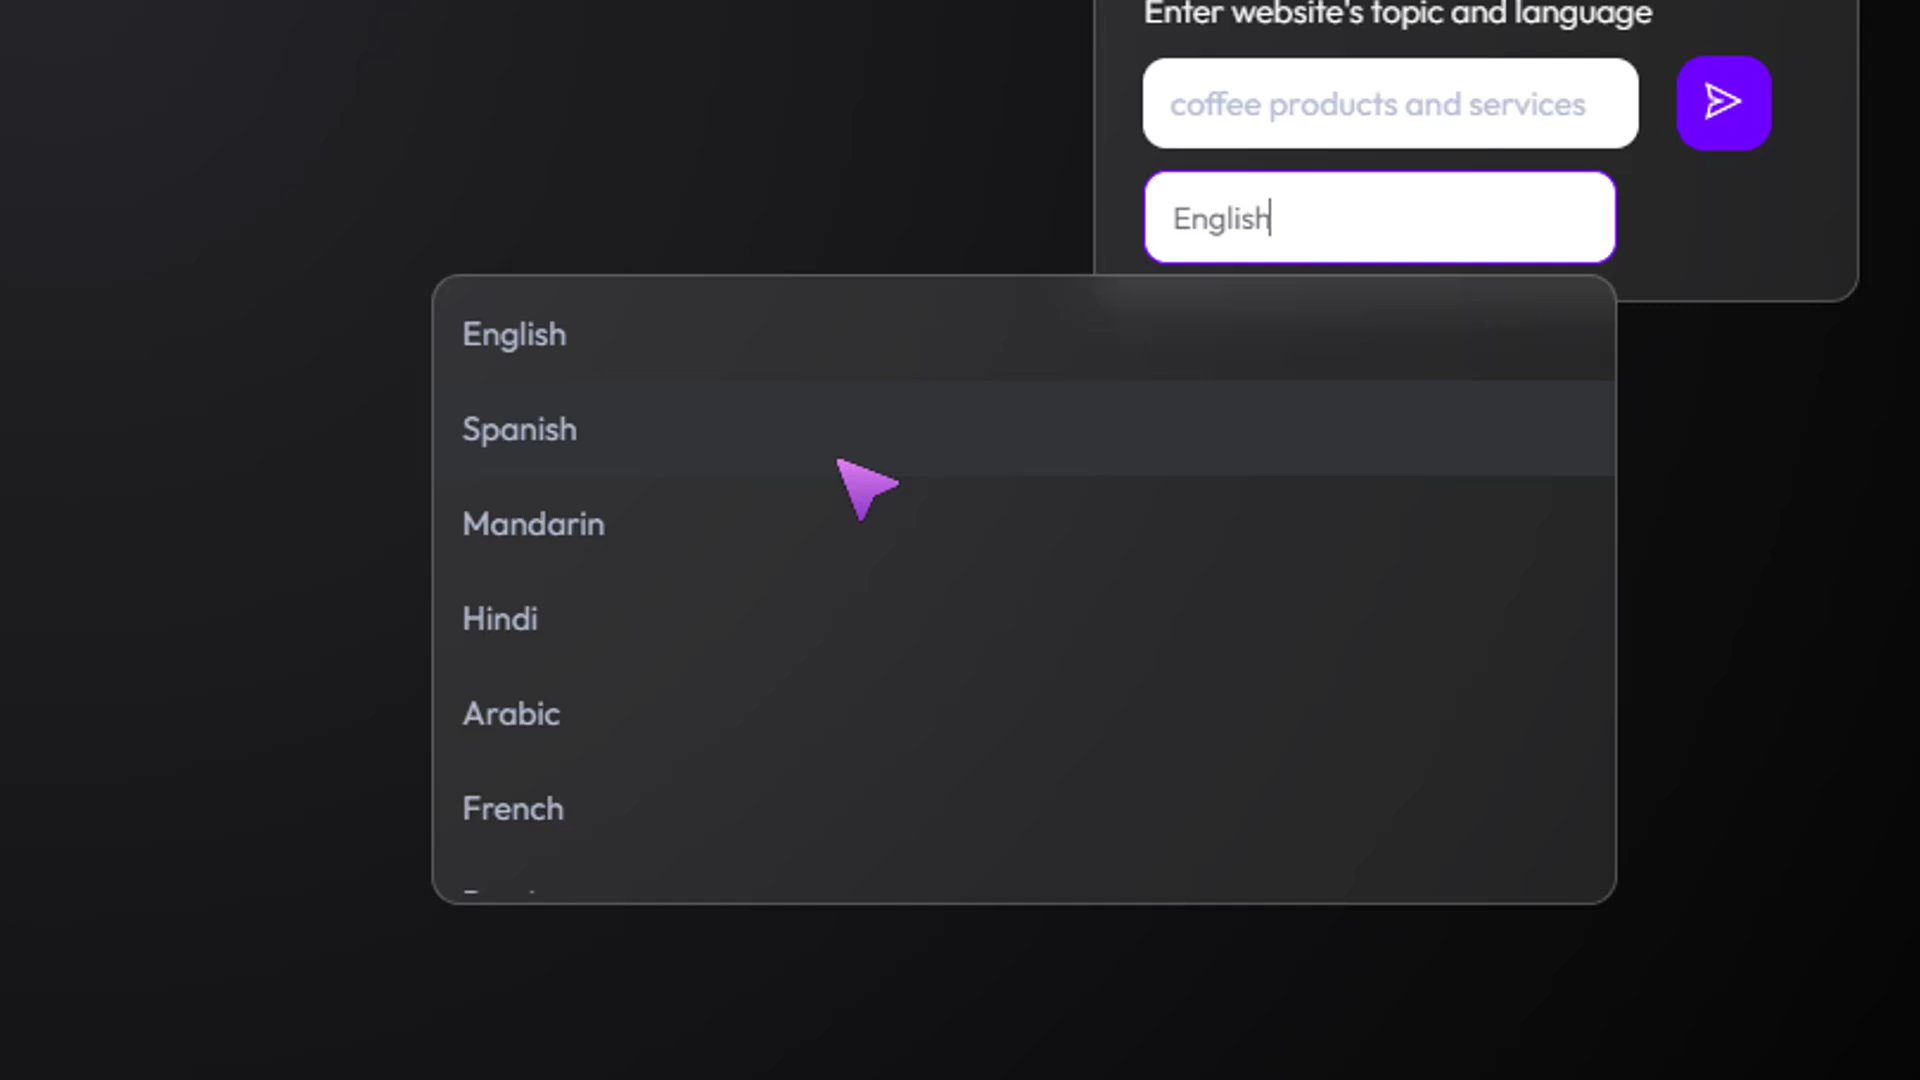 Enter website's topic and language
coffee products and services
English
English
Spanish
Mandarin
Hindi
Arabic
French